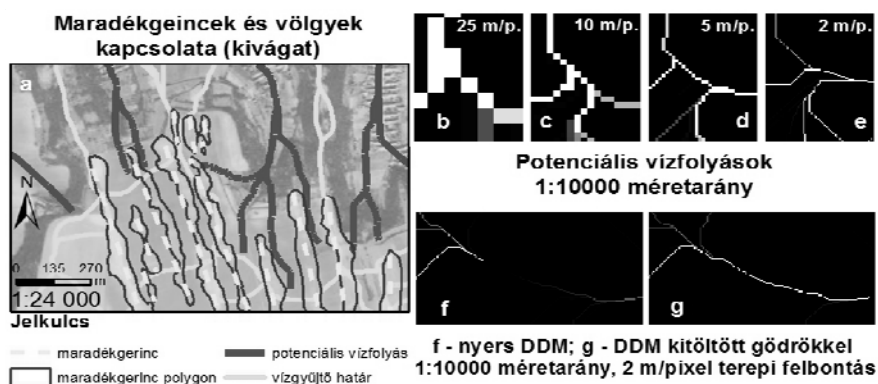 Maradékgeincek és völgyek
kapcsolata (kivágat)
a
N
0 135 270
m
1:24 000
Jelkulcs
maradékgerinc
potenciális vízfolyás
maradékgerinc polygon
vízgyűjtő határ
25 m/p.
b
10 m/p.
c
5 m/p.
d
2 m/p.
e
Potenciális vízfolyások
1:10000 méretarány
f
g
f - nyers DDM; g - DDM kitöltött gödrökkel
1:10000 méretarány, 2 m/pixel terepi felbontás